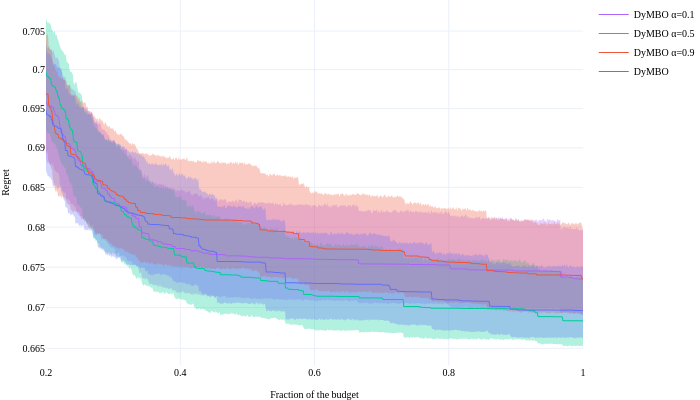 DyMBO α=0.1
DyMBO α=0.5
DyMBO α=0.9
DyMBO
0.705
0.7
0.695
0.69
0.685
0.68
0.675
0.67
0.665
Regret
0.2 0.4 0.6 0.8 1
Fraction of the budget